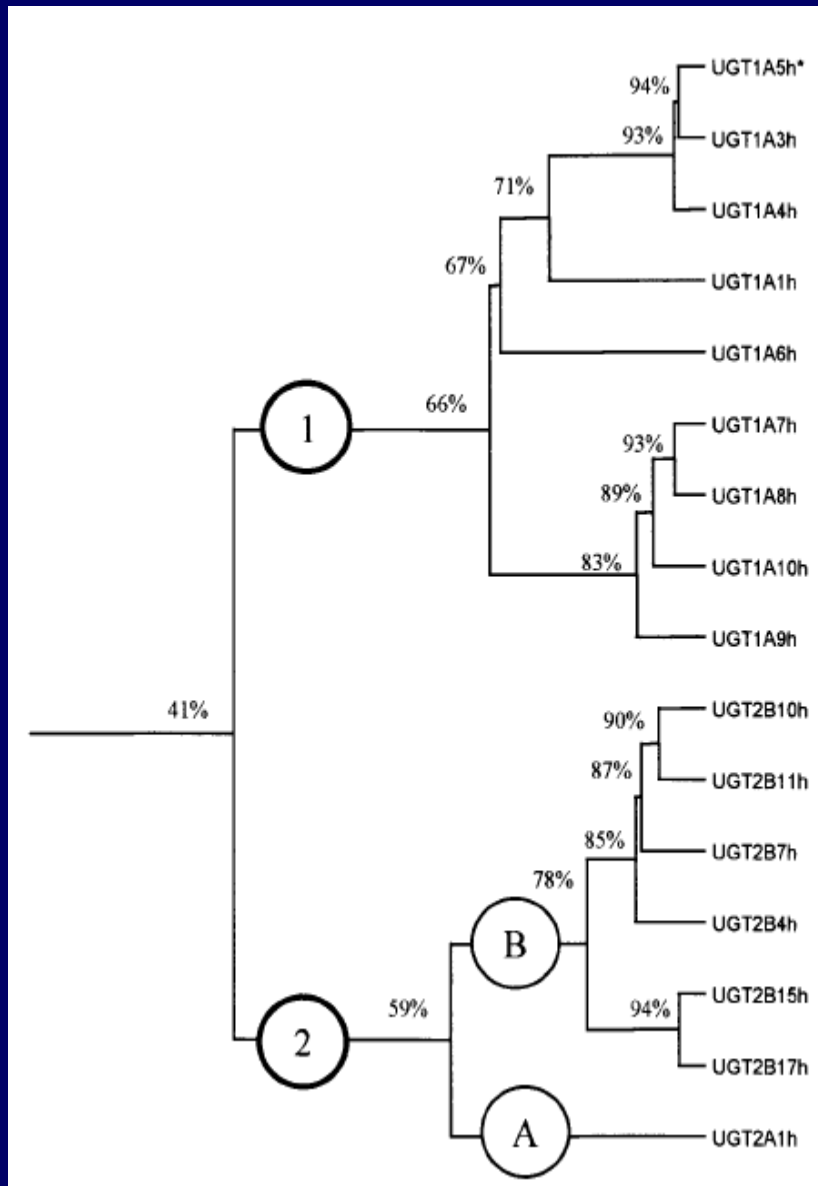 UGT1A5h*
94%
UGT1A3h
93%
UGT1A4h
71%
UGT1A1h
67%
UGT1A6h
1
66%
UGT1A7h
93%
UGT1A8h
89%
UGT1A10h
83%
UGT1A9h
41%
UGT2B10h
90%
UGT2B11h
87%
UGT2B7h
85%
78%
UGT2B4h
B
UGT2B15h
94%
59%
2
UGT2B17h
A
UGT2A1h